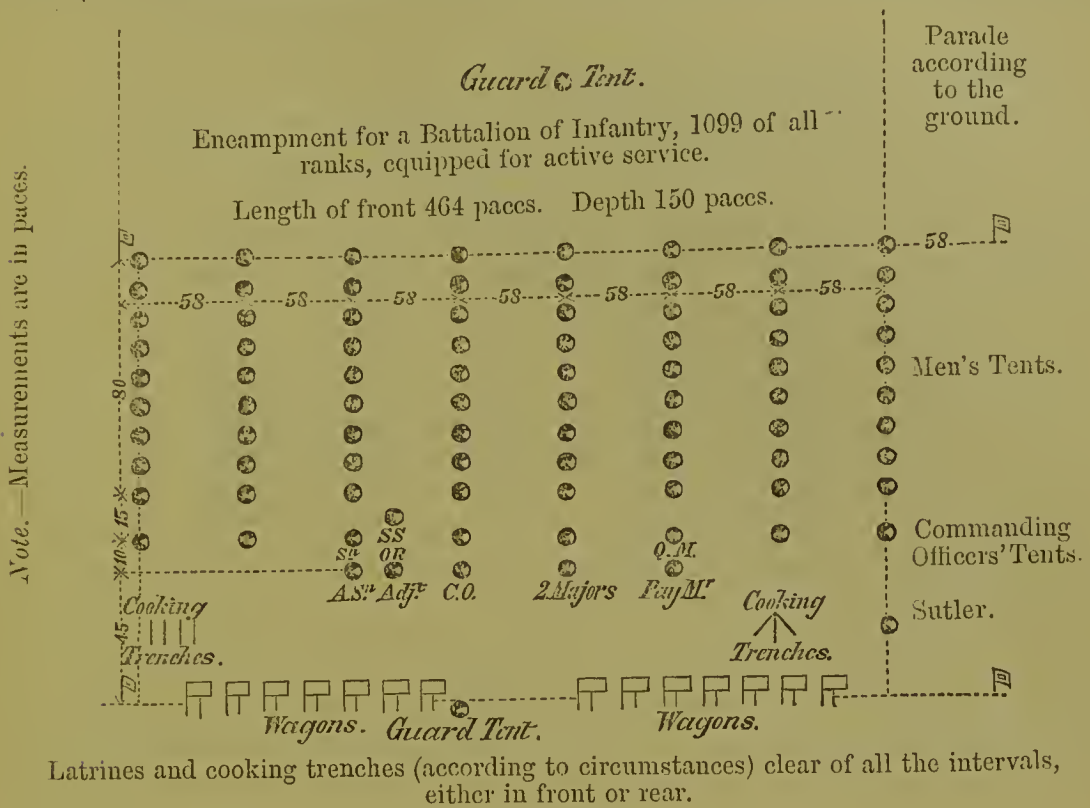 Guard Tent.
Parade
according
to the
ground.
Encampment for a Battalion of Infantry, 1099 of all
ranks, equipped for active service.
Length of front 464 paces. Depth 150 paces.
Note.—Measurements are in paces.
58
58 58 58 58 58 58 58
80
Men's Tents.
15
10
SS
OR
Sn.
Q.M.
Commanding
Officers' Tents.
A.Sn. Adjt. C.O. 2 Majors Pay Mr.
45
Cooking
Trenches.
Cooking
Trenches.
Sutler.
Wagons. Guard Tent. Wagons.
Latrines and cooking trenches (according to circumstances) clear of all the intervals,
either in front or rear.